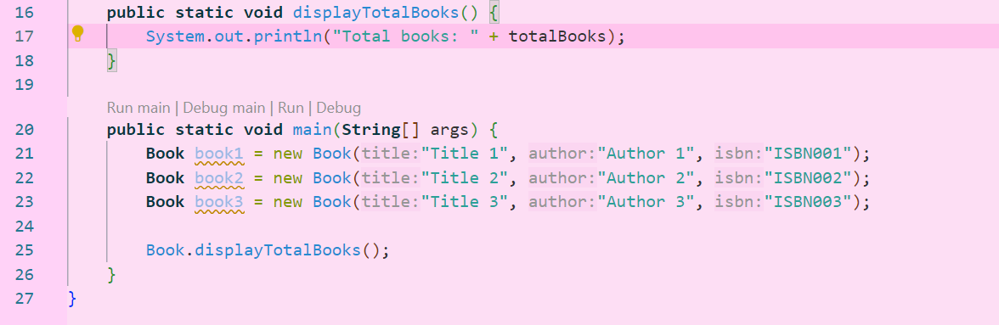 16 public static void displayTotalBooks() {
17 System.out.println("Total books: " + totalBooks);
18 }
19
Run main | Debug main | Run | Debug
20 public static void main(String[] args) {
21 Book book1 = new Book(title:"Title 1", author:"Author 1", isbn:"ISBN001");
22 Book book2 = new Book(title:"Title 2", author:"Author 2", isbn:"ISBN002");
23 Book book3 = new Book(title:"Title 3", author:"Author 3", isbn:"ISBN003");
24
25 Book.displayTotalBooks();
26 }
27 }